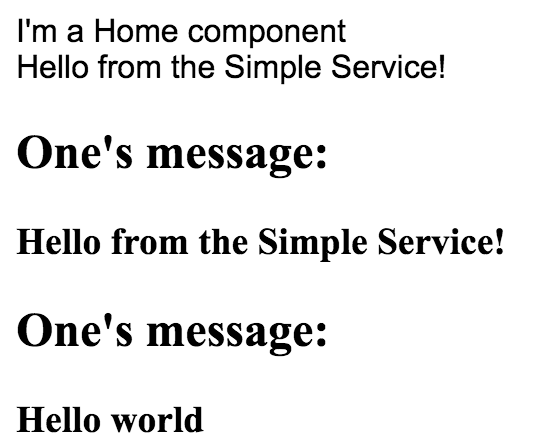 I'm a Home component
Hello from the Simple Service!
One's message:
Hello from the Simple Service!
One's message:
Hello world